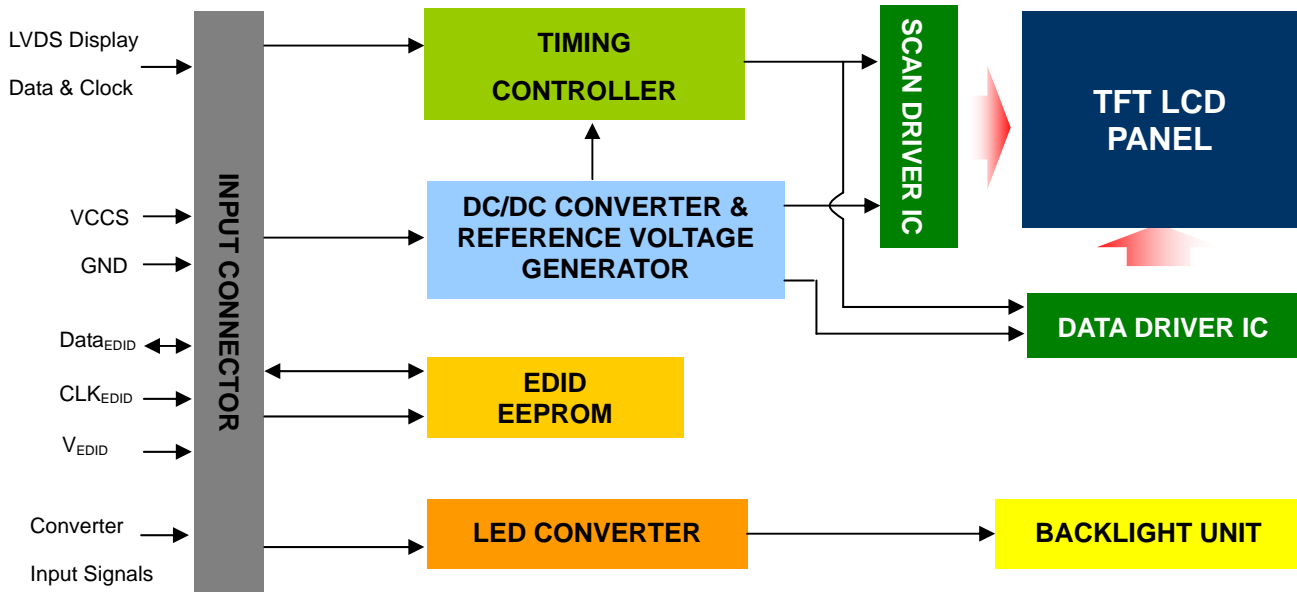 LVDS Display
Data & Clock
VCCS
GND
DataEDID
CLKEDID
VEDID
Converter
Input Signals
INPUT CONNECTOR
TIMING
CONTROLLER
DC/DC CONVERTER &
REFERENCE VOLTAGE
GENERATOR
EDID
EEPROM
LED CONVERTER
SCAN DRIVER IC
TFT LCD
PANEL
DATA DRIVER IC
BACKLIGHT UNIT